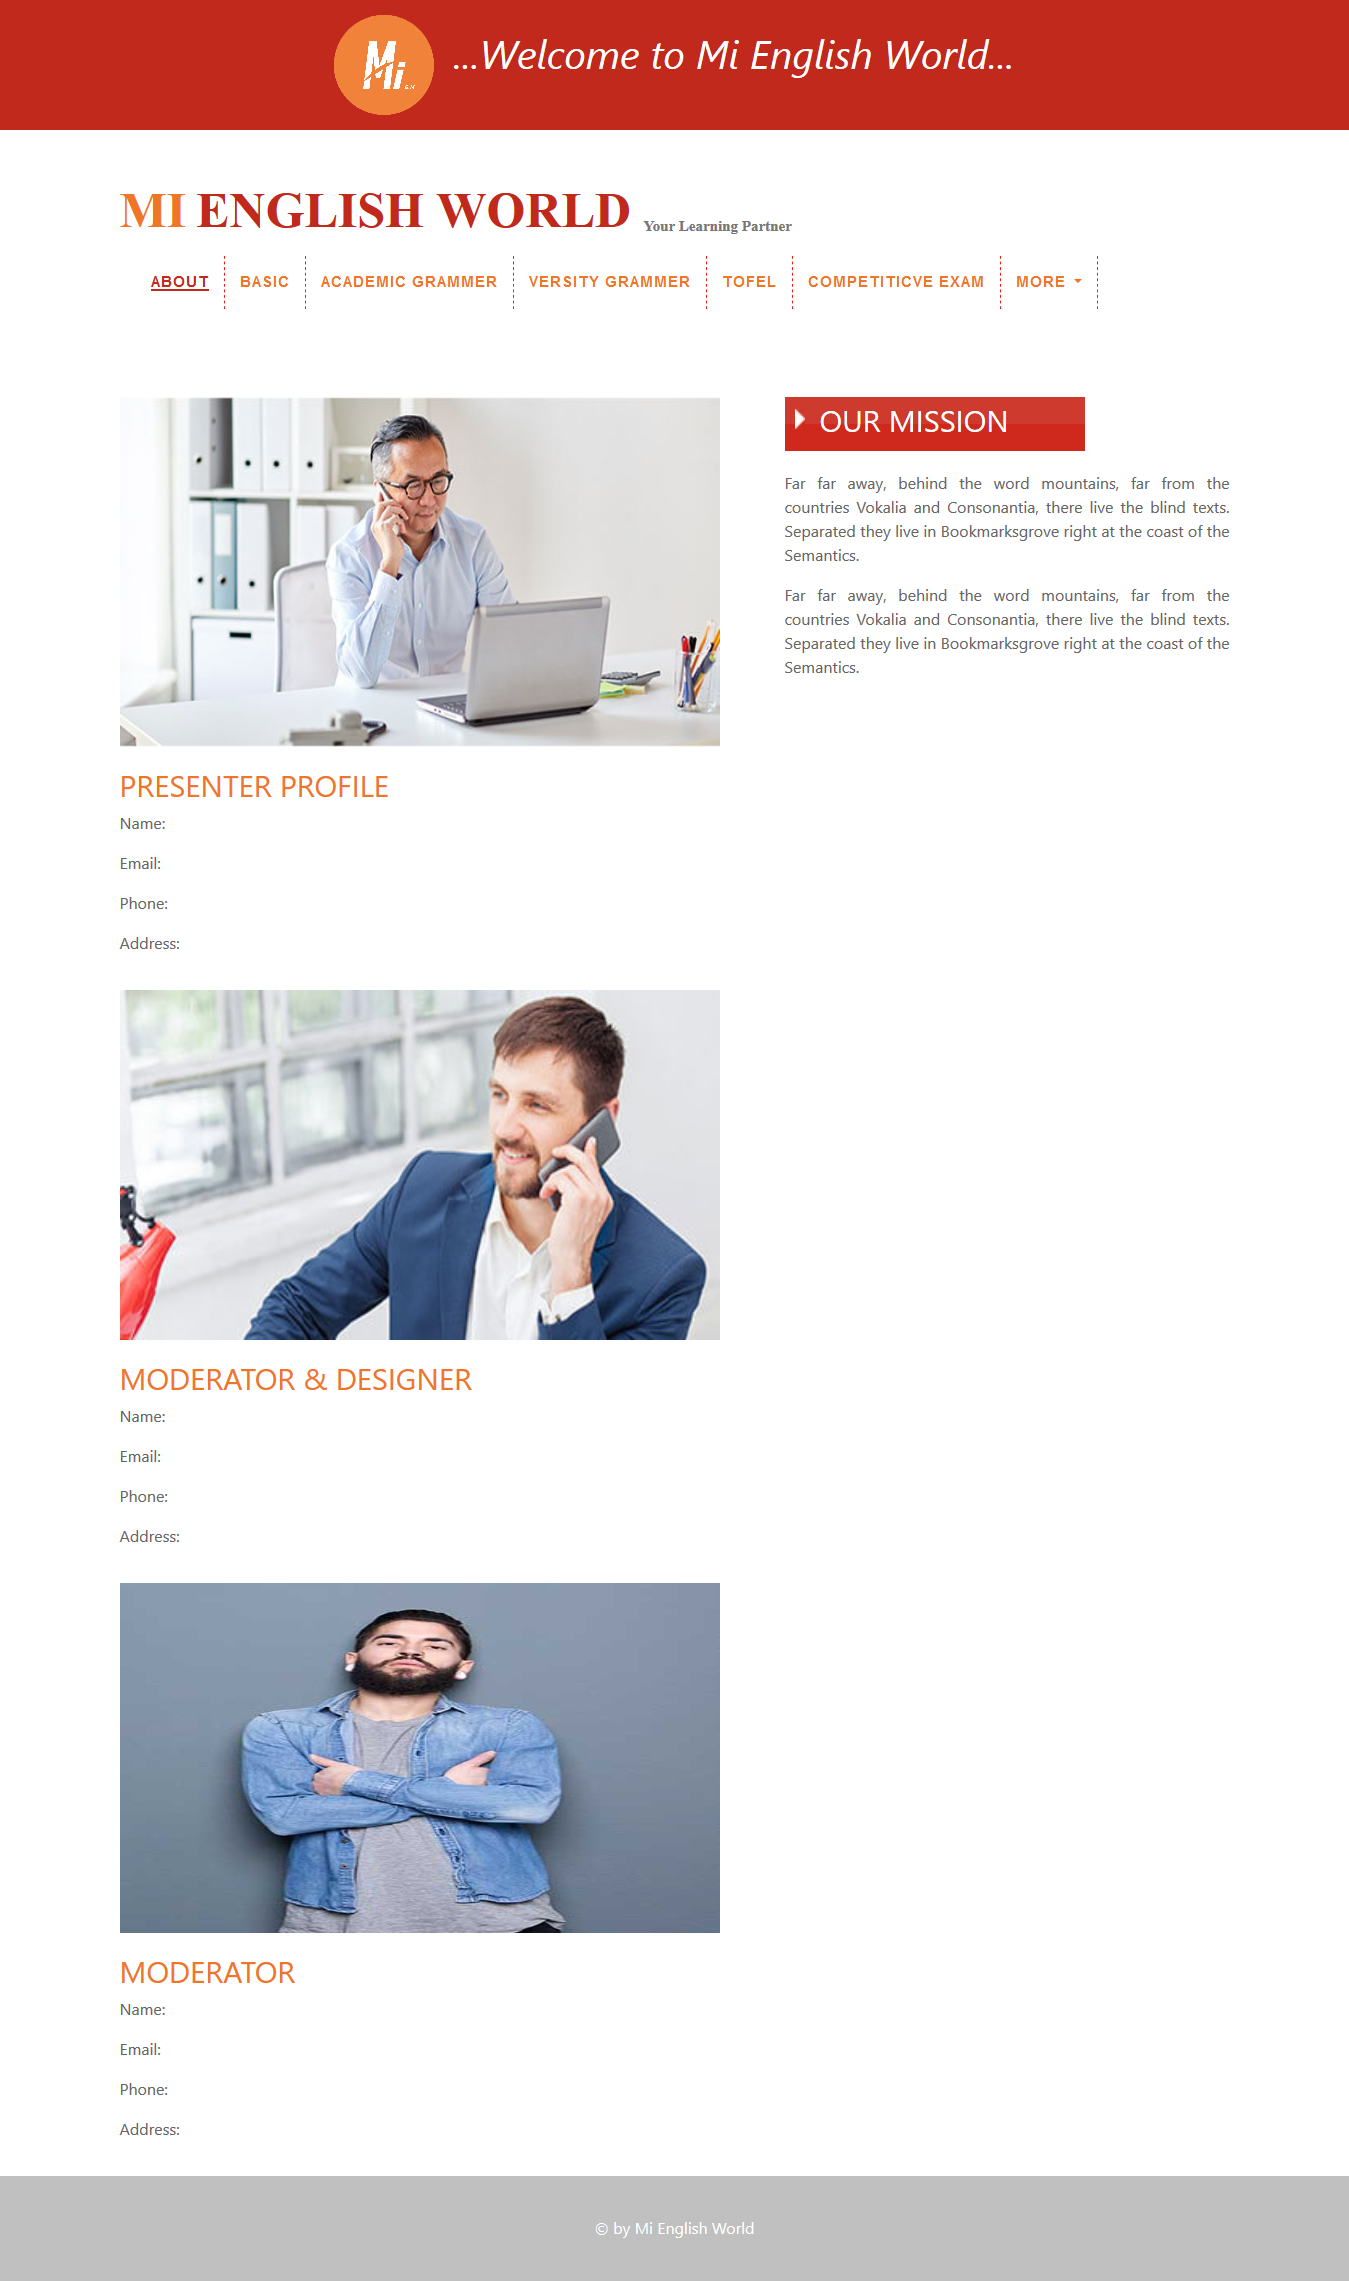 Mi
...Welcome to Mi English World...
MI ENGLISH WORLD Your Learning Partner
ABOUT BASIC ACADEMIC GRAMMER VERSITY GRAMMER TOFEL COMPETITICVE EXAM MORE
OUR MISSION
Far far away, behind the word mountains, far from the
countries Vokalia and Consonantia, there live the blind texts.
Separated they live in Bookmarksgrove right at the coast of the
Semantics.
Far far away, behind the word mountains, far from the
countries Vokalia and Consonantia, there live the blind texts.
Separated they live in Bookmarksgrove right at the coast of the
Semantics.
PRESENTER PROFILE
Name:
Email:
Phone:
Address:
MODERATOR & DESIGNER
Name:
Email:
Phone:
Address:
MODERATOR
Name:
Email:
Phone:
Address:
© by Mi English World